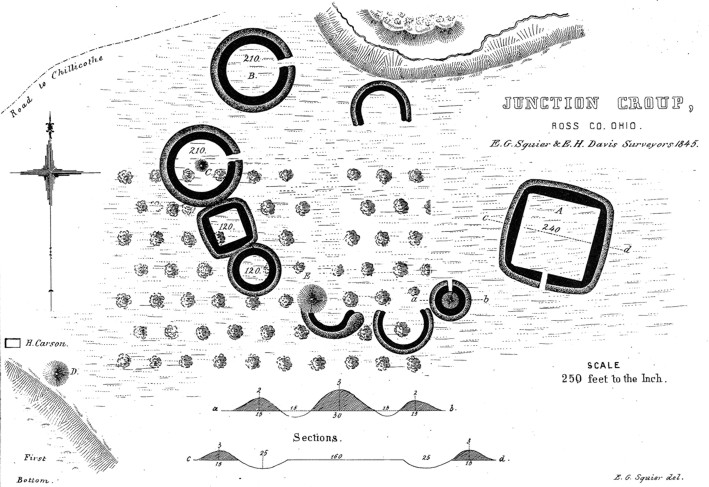 JUNCTION GROUP,
ROSS CO. OHIO.
E.G. Squier & E.H. Davis Surveyors 1845.
Road to Chillicothe
210.
B.
210.
C.
120.
120.
A
240
c
d
E
a
b
H. Carson.
D.
First
Bottom.
SCALE
250 feet to the Inch.
a
2
15
15
5
30
15
2
15
b.
Sections.
c
3
15
25
160
25
3
15
d.
E. G. Squier del.